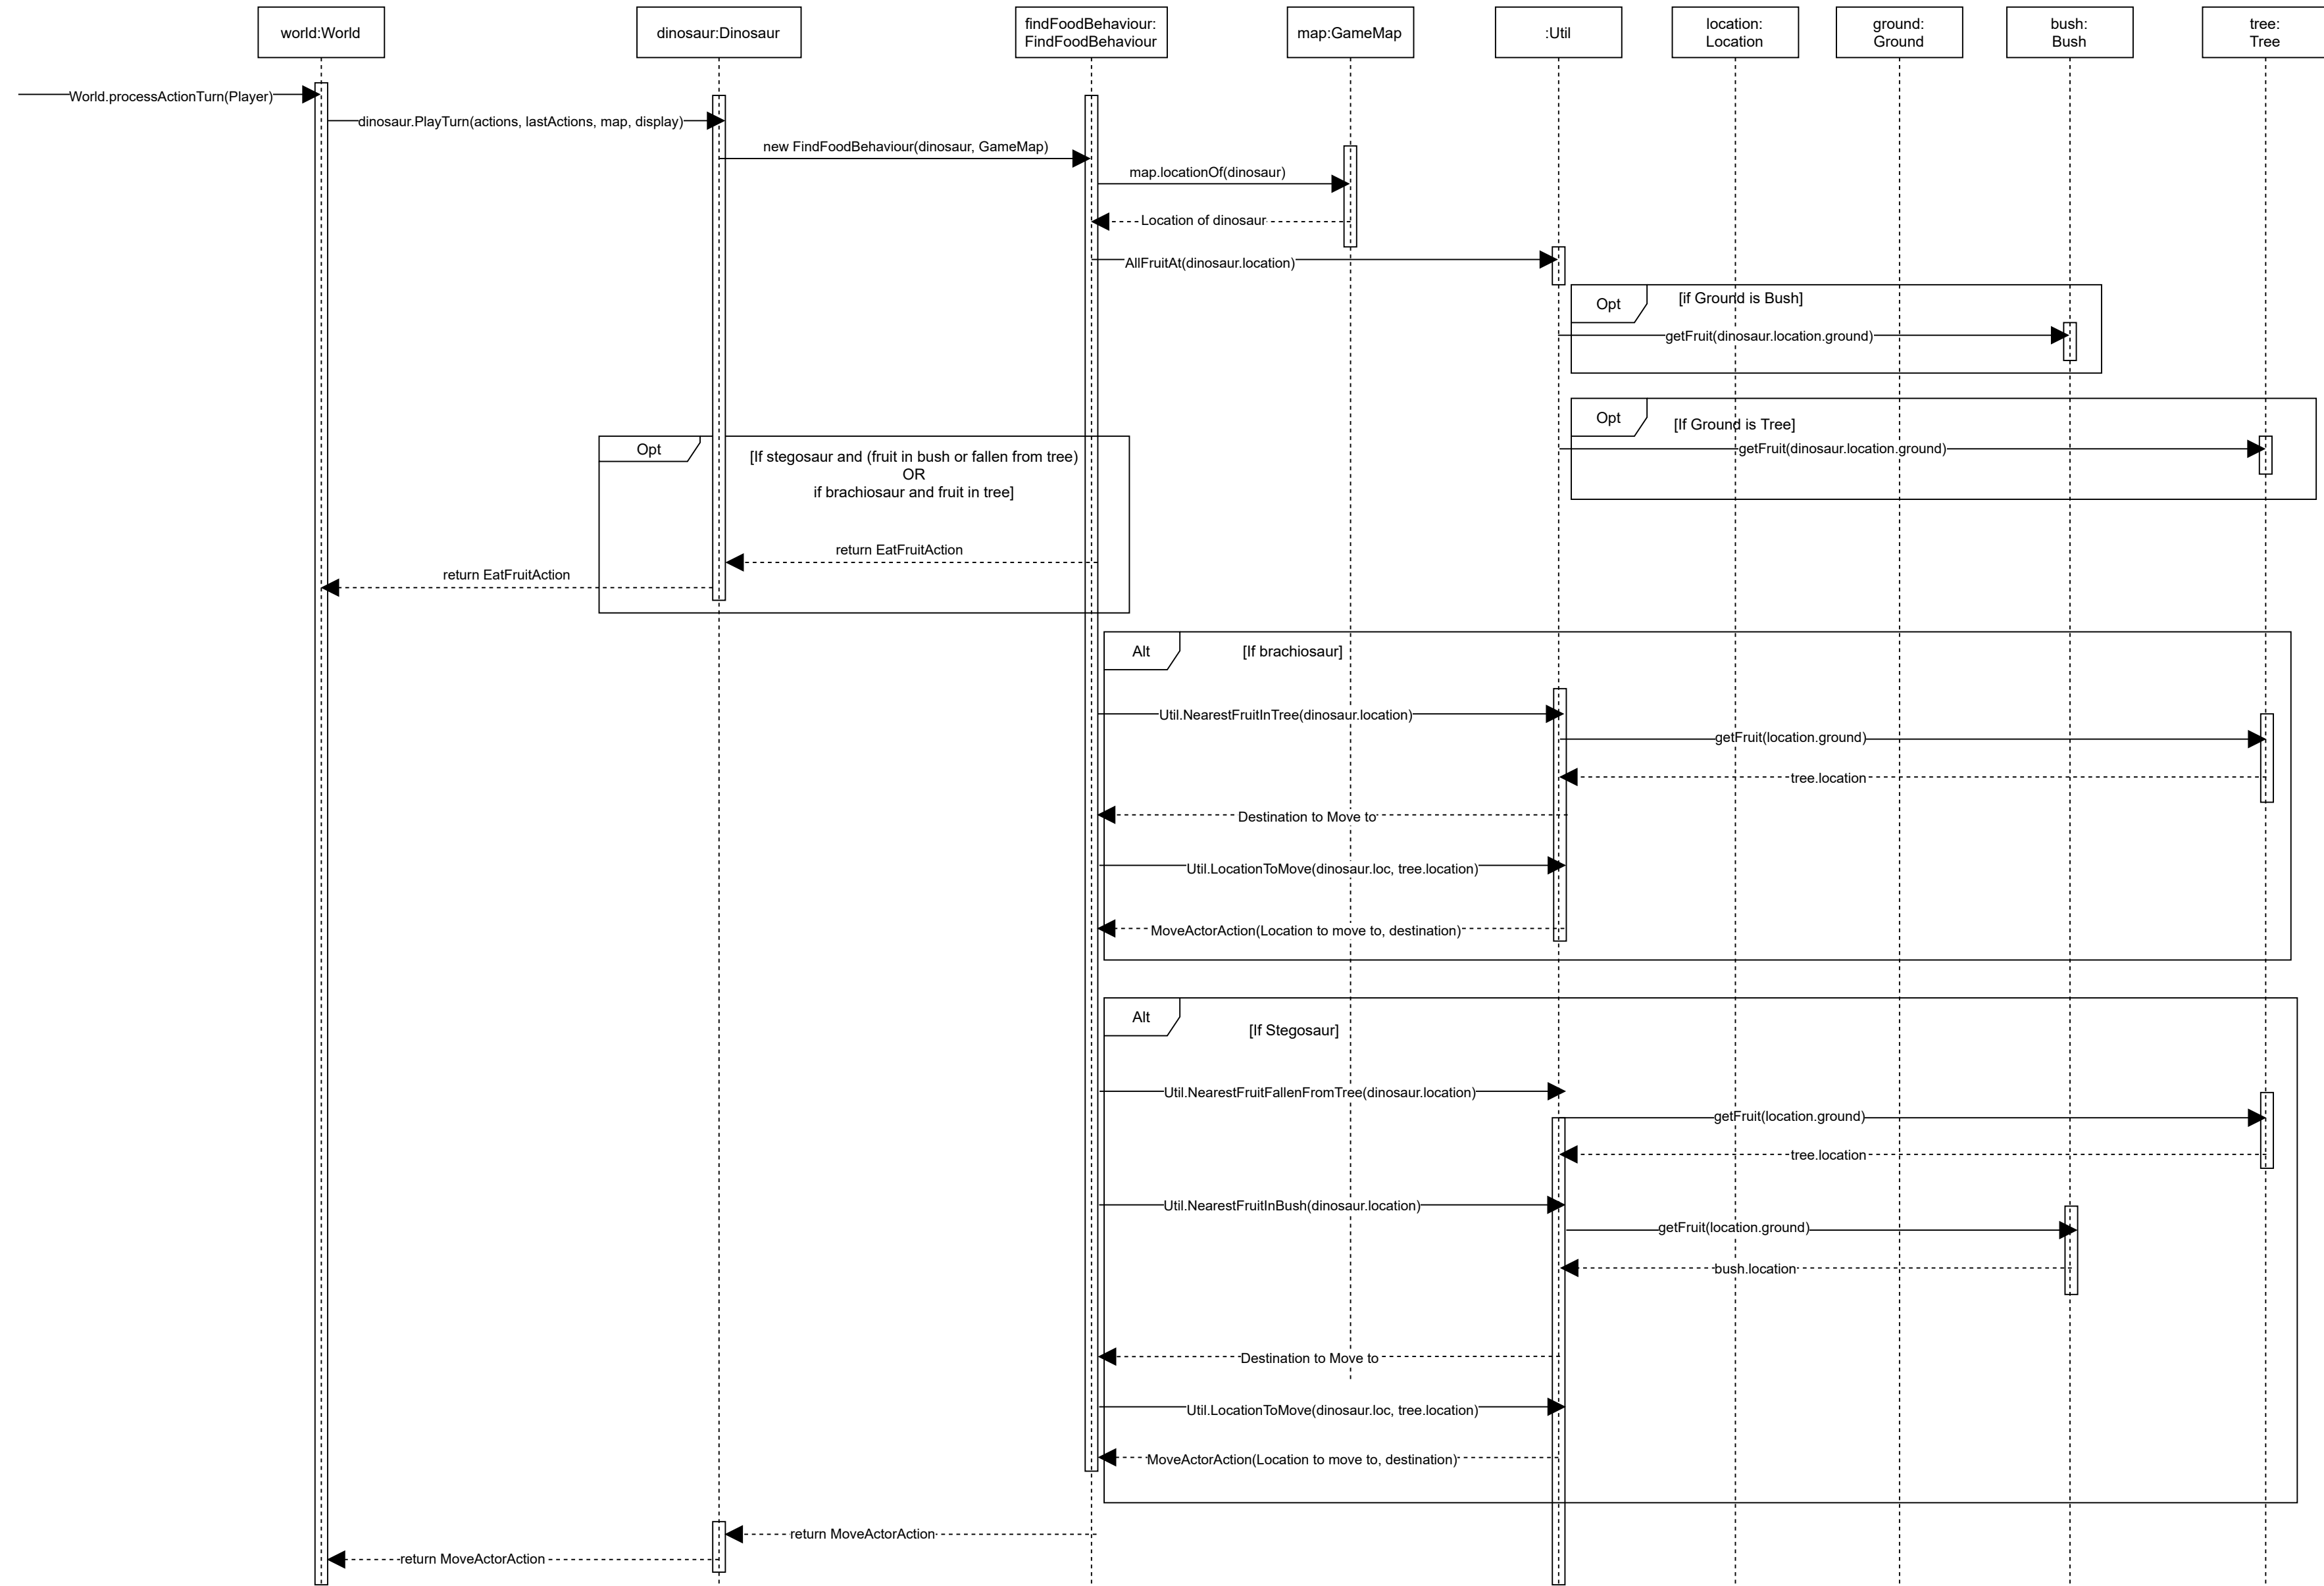 world:World
dinosaur:Dinosaur
findFoodBehaviour:
FindFoodBehaviour
map:GameMap
:Util
location:
Location
ground:
Ground
bush:
Bush
tree:
Tree
World.processActionTurn(Player)
dinosaur.PlayTurn(actions, lastActions, map, display)
new FindFoodBehaviour(dinosaur, GameMap)
map.locationOf(dinosaur)
Location of dinosaur
AllFruitAt(dinosaur.location)
Opt
[if Ground is Bush]
getFruit(dinosaur.location.ground)
Opt
[If Ground is Tree]
getFruit(dinosaur.location.ground)
Opt
[If stegosaur and (fruit in bush or fallen from tree)
OR
if brachiosaur and fruit in tree]
return EatFruitAction
return EatFruitAction
Alt
[If brachiosaur]
Util.NearestFruitInTree(dinosaur.location)
getFruit(location.ground)
tree.location
Destination to Move to
Util.LocationToMove(dinosaur.loc, tree.location)
MoveActorAction(Location to move to, destination)
Alt
[If Stegosaur]
Util.NearestFruitFallenFromTree(dinosaur.location)
getFruit(location.ground)
tree.location
Util.NearestFruitInBush(dinosaur.location)
getFruit(location.ground)
bush.location
Destination to Move to
Util.LocationToMove(dinosaur.loc, tree.location)
MoveActorAction(Location to move to, destination)
return MoveActorAction
return MoveActorAction